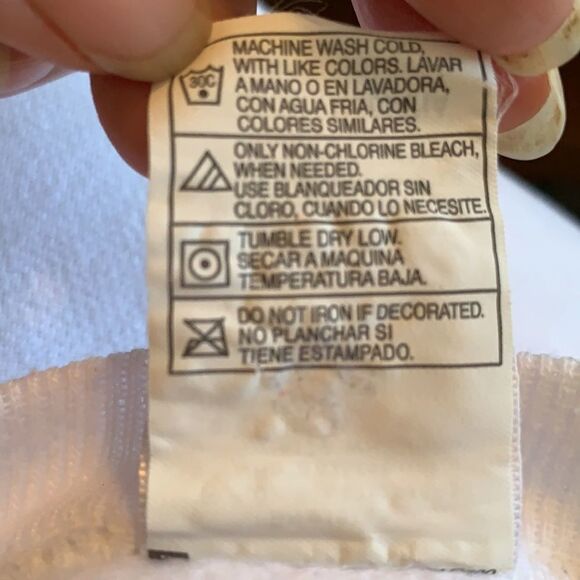 MACHINE WASH COLD,
WITH LIKE COLORS. LAVAR
A MANO O EN LAVADORA,
CON AGUA FRIA, CON
COLORES SIMILARES.
30C
ONLY NON-CHLORINE BLEACH,
WHEN NEEDED.
USE BLANQUEADOR SIN
CLORO, CUANDO LO NECESITE.
TUMBLE DRY LOW.
SECAR A MAQUINA
TEMPERATURA BAJA.
DO NOT IRON IF DECORATED.
NO PLANCHAR SI
TIENE ESTAMPADO.